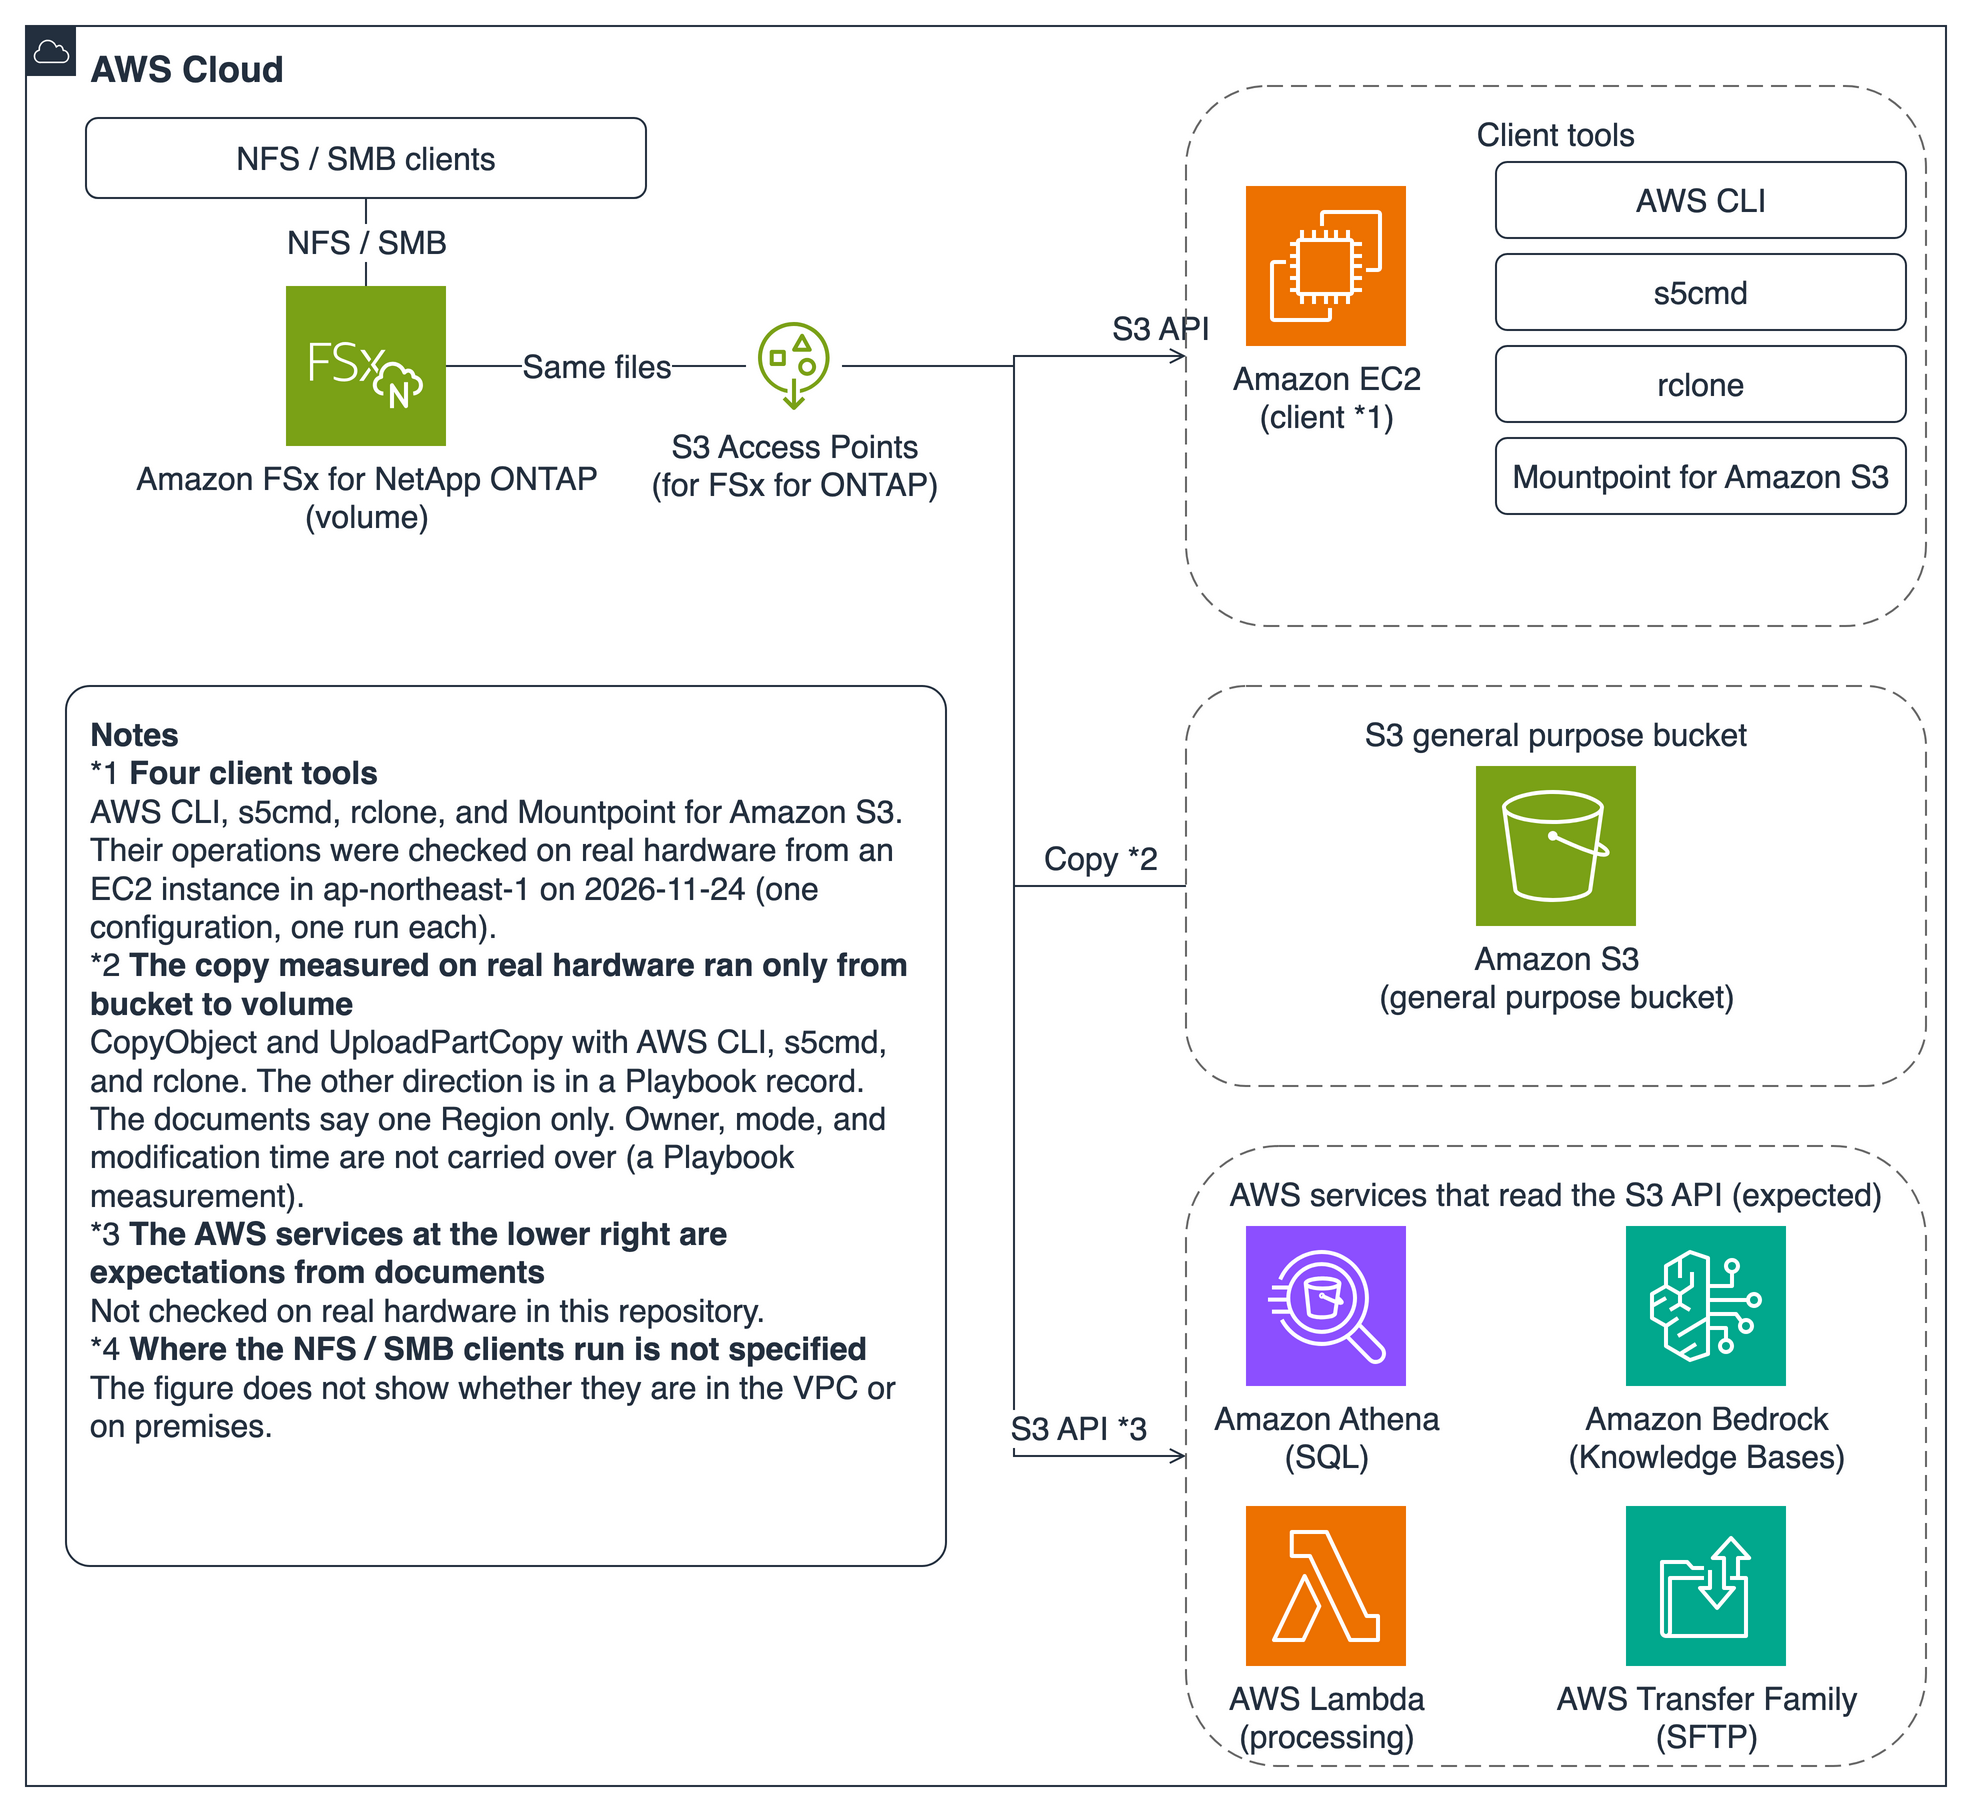 AWS Cloud
NFS / SMB clients
NFS / SMB
FSx
N
Same files
Amazon FSx for NetApp ONTAP
(volume)
S3 Access Points
(for FSx for ONTAP)
S3 API
Client tools
Amazon EC2
(client *1)
AWS CLI
s5cmd
rclone
Mountpoint for Amazon S3
Notes
*1 Four client tools
AWS CLI, s5cmd, rclone, and Mountpoint for Amazon S3.
Their operations were checked on real hardware from an
EC2 instance in ap-northeast-1 on 2026-11-24 (one
configuration, one run each).
*2 The copy measured on real hardware ran only from
bucket to volume
CopyObject and UploadPartCopy with AWS CLI, s5cmd,
and rclone. The other direction is in a Playbook record.
The documents say one Region only. Owner, mode, and
modification time are not carried over (a Playbook
measurement).
*3 The AWS services at the lower right are
expectations from documents
Not checked on real hardware in this repository.
*4 Where the NFS / SMB clients run is not specified
The figure does not show whether they are in the VPC or
on premises.
Copy *2
S3 general purpose bucket
Amazon S3
(general purpose bucket)
S3 API *3
AWS services that read the S3 API (expected)
Amazon Athena
(SQL)
Amazon Bedrock
(Knowledge Bases)
AWS Lambda
(processing)
AWS Transfer Family
(SFTP)